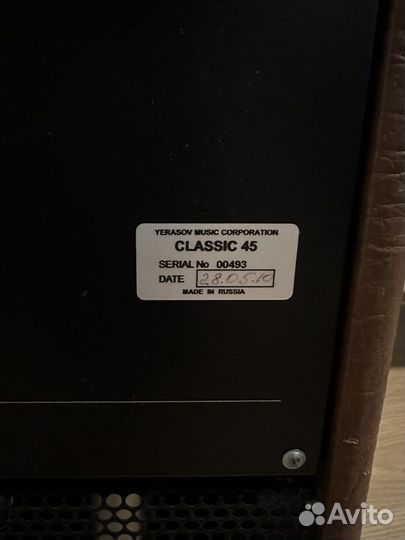 YERASOV MUSIC CORPORATION
CLASSIC 45
SERIAL No 00493
DATE 28.05.10
MADE IN RUSSIA
Avito